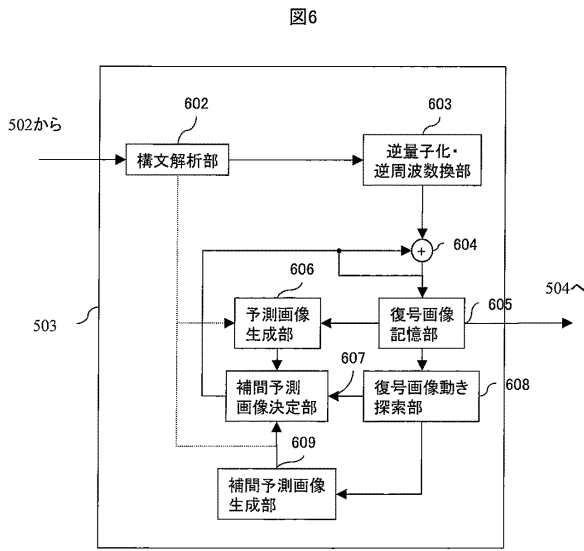 図6
602
603
502から
構文解析部
逆量子化・
逆周波数換部
+
604
606
504へ
予測画像
生成部
復号画像
記憶部
605
503
607
補間予測
画像決定部
復号画像動き
探索部
608
609
補間予測画像
生成部